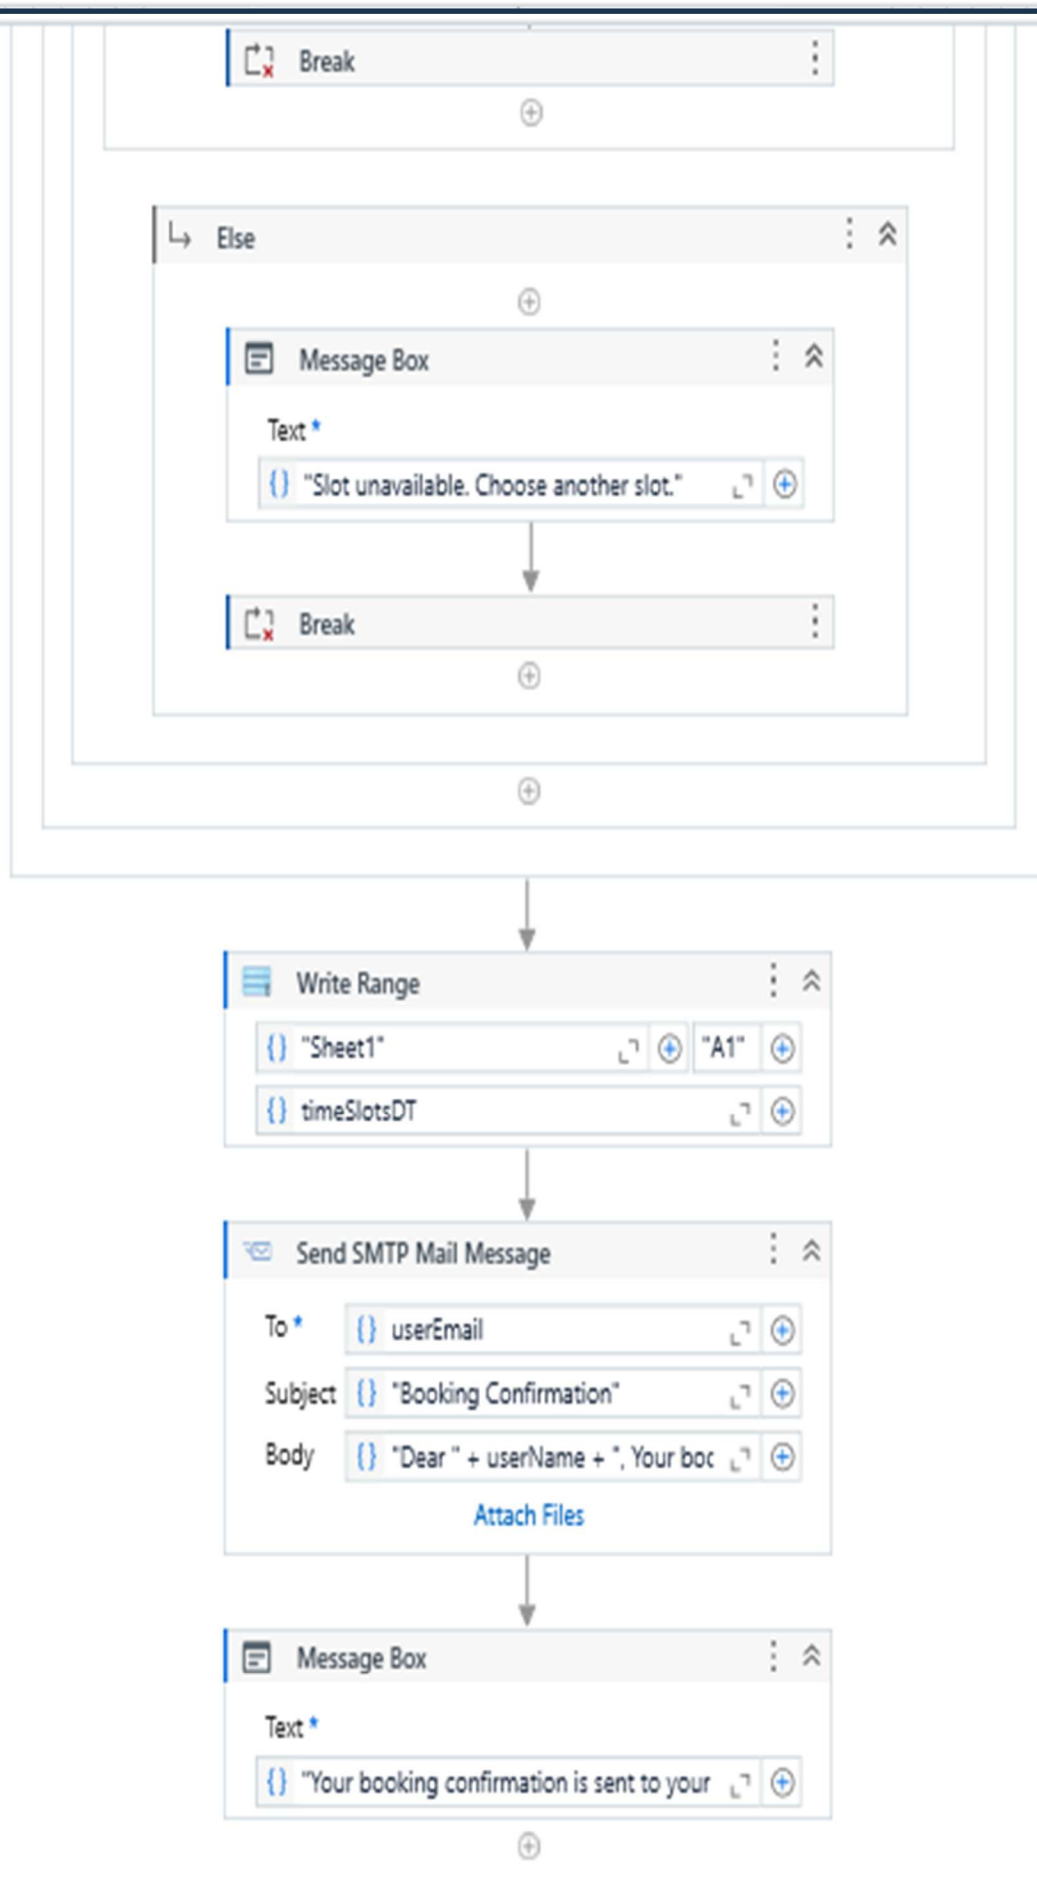 Break
Else
Message Box
Text *
"Slot unavailable. Choose another slot."
Break
Write Range
"Sheet1" "A1"
timeSlotsDT
Send SMTP Mail Message
To * userEmail
Subject "Booking Confirmation"
Body "Dear " + userName + ", Your boc
Attach Files
Message Box
Text *
"Your booking confirmation is sent to your